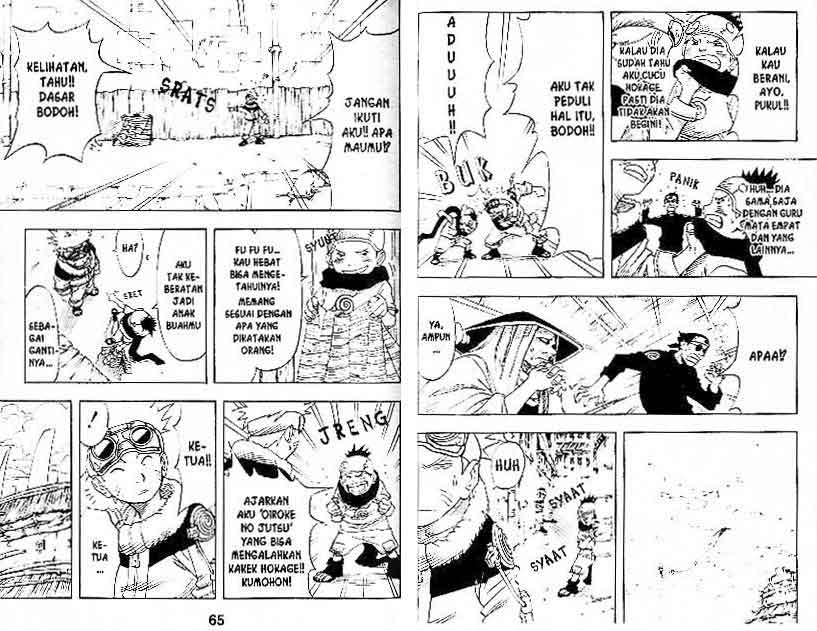 KALAU
KAU
BERANI,
AYO.
PUKUL!!
KALAU DIA
SUDAH TAHU
AKU CUCU
HOKAGE.
PASTI DIA
TIDAK AKAN
BEGINI!
AKU TAK
PEDULI
HAL ITU,
BODOH!!
ADUUUH!!
BUK
PANIK
HUH... DIA
SAMA SAJA
DENGAN GURU
MATA EMPAT
DAN YANG
LAINNYA...
APAA!?
YA,
AMPUN
...
HUH
SYAAT
SYAAT
JANGAN
IKUTI
AKU!! APA
MAUMU!?
SRATS
KELIHATAN,
TAHU!!
DASAR
BODOH!
SYUUT
FU FU FU...
KAU HEBAT
BISA MENGE-
TAHUINYA!
MEMANG
SESUAI DENGAN
APA YANG
DIKATAKAN
ORANG!
AKU
TAK KE-
BERATAN
JADI
ANAK
BUAHMU
HA?
SRET
SEBA-
GAI
GANTI-
NYA...
JRENG
AJARKAN
AKU 'OIROKE
NO JUTSU'
YANG BISA
MENGALAHKAN
KAKEK HOKAGE!!
KUMOHON!
KE-
TUA!!
!
KE-
TUA
...
65